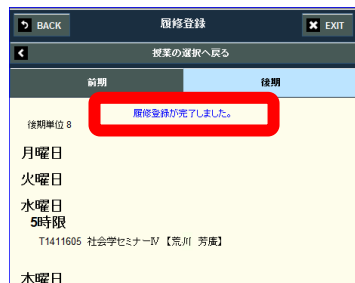 BACK
履修登録
EXIT
授業の選択へ戻る
前期
後期
履修登録が完了しました。
後期単位 8
月曜日
火曜日
水曜日
5時限
T1411605 社会学セミナーⅣ 【荒川 芳廣】
木曜日